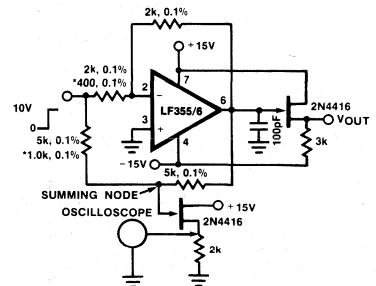 2k, 0.1%
+15V
2k, 0.1%
*400, 0.1%
2
7
−
LF355/6
6
10V
0
3
+
4
100pF
2N4416
VOUT
5k, 0.1%
*1.0k, 0.1%
−15V
3k
5k, 0.1%
SUMMING NODE
OSCILLOSCOPE
+15V
2N4416
2k